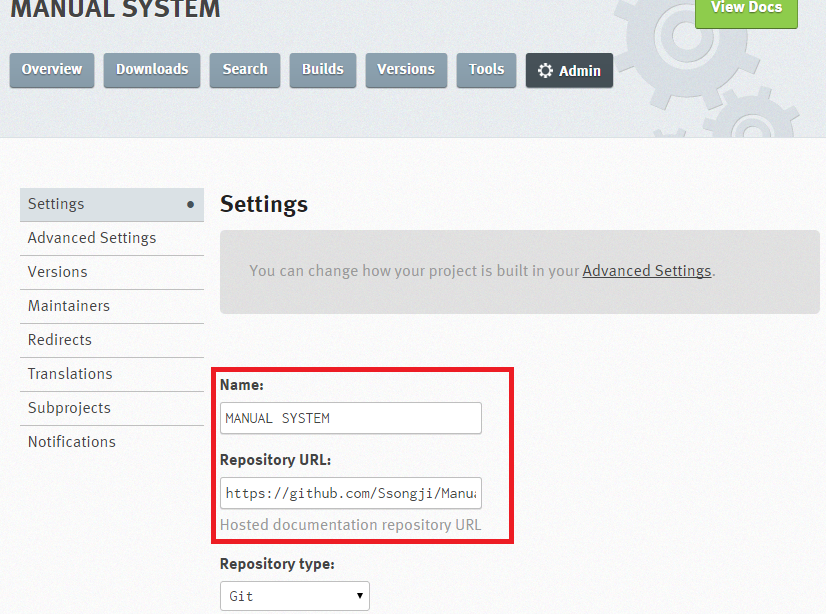 MANUAL SYSTEM
View Docs
Overview
Downloads
Search
Builds
Versions
Tools
Admin
Settings
Advanced Settings
Versions
Maintainers
Redirects
Translations
Subprojects
Notifications
Settings
You can change how your project is built in your Advanced Settings.
Name:
MANUAL SYSTEM
Repository URL:
https://github.com/Ssongji/Manua
Hosted documentation repository URL
Repository type:
Git